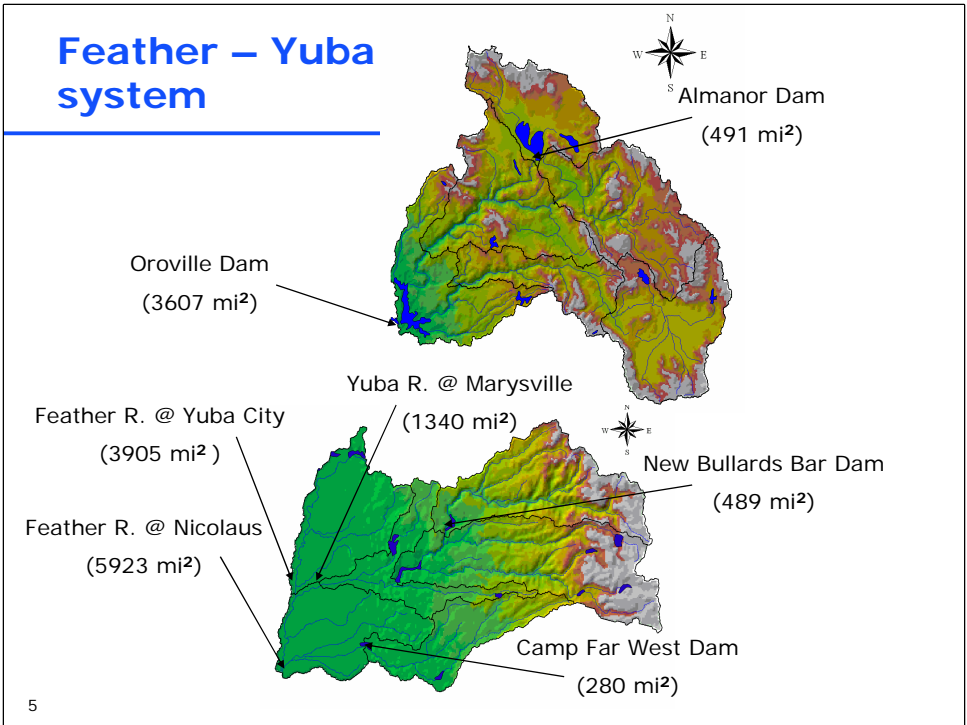 Feather – Yuba
system
N
W E
S
Almanor Dam
(491 mi²)
Oroville Dam
(3607 mi²)
Yuba R. @ Marysville
(1340 mi²)
Feather R. @ Yuba City
(3905 mi² )
N
W E
S
New Bullards Bar Dam
(489 mi²)
Feather R. @ Nicolaus
(5923 mi²)
Camp Far West Dam
(280 mi²)
5